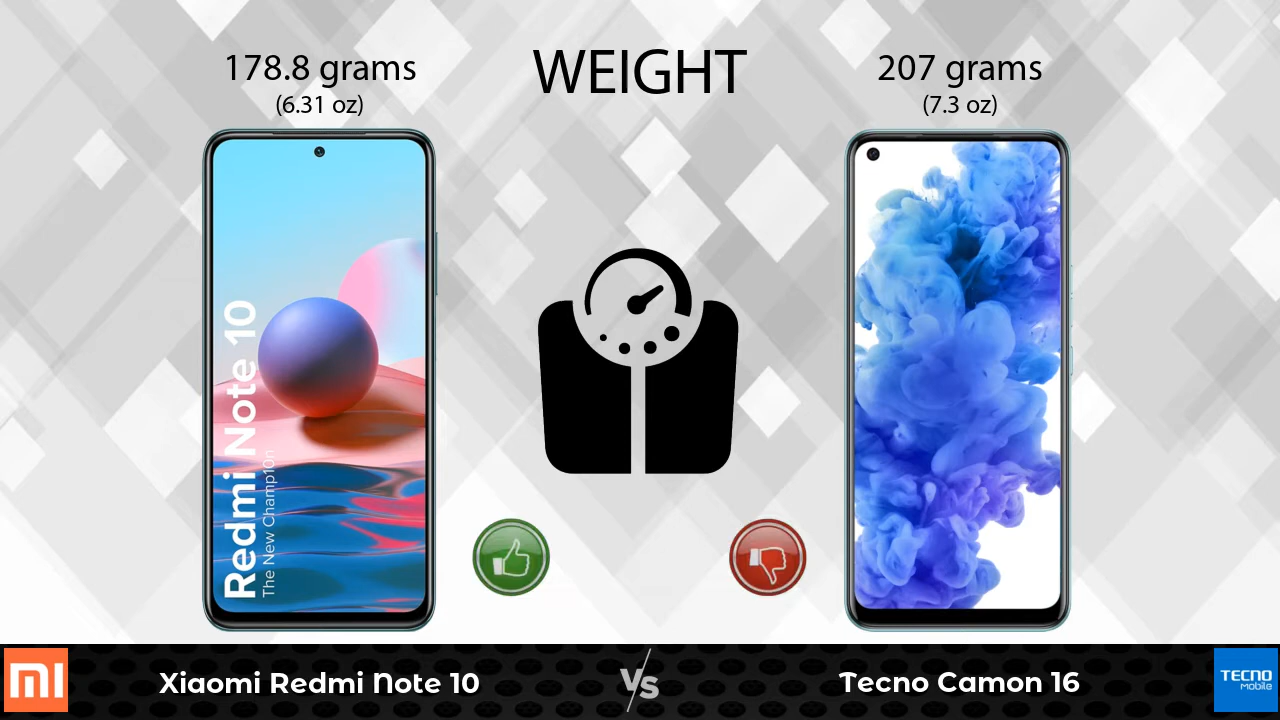 178.8 grams
(6.31 oz)
WEIGHT
207 grams
(7.3 oz)
Redmi Note 10
The New Champ10n
MI
Xiaomi Redmi Note 10
VS
Tecno Camon 16
TECNO
mobile